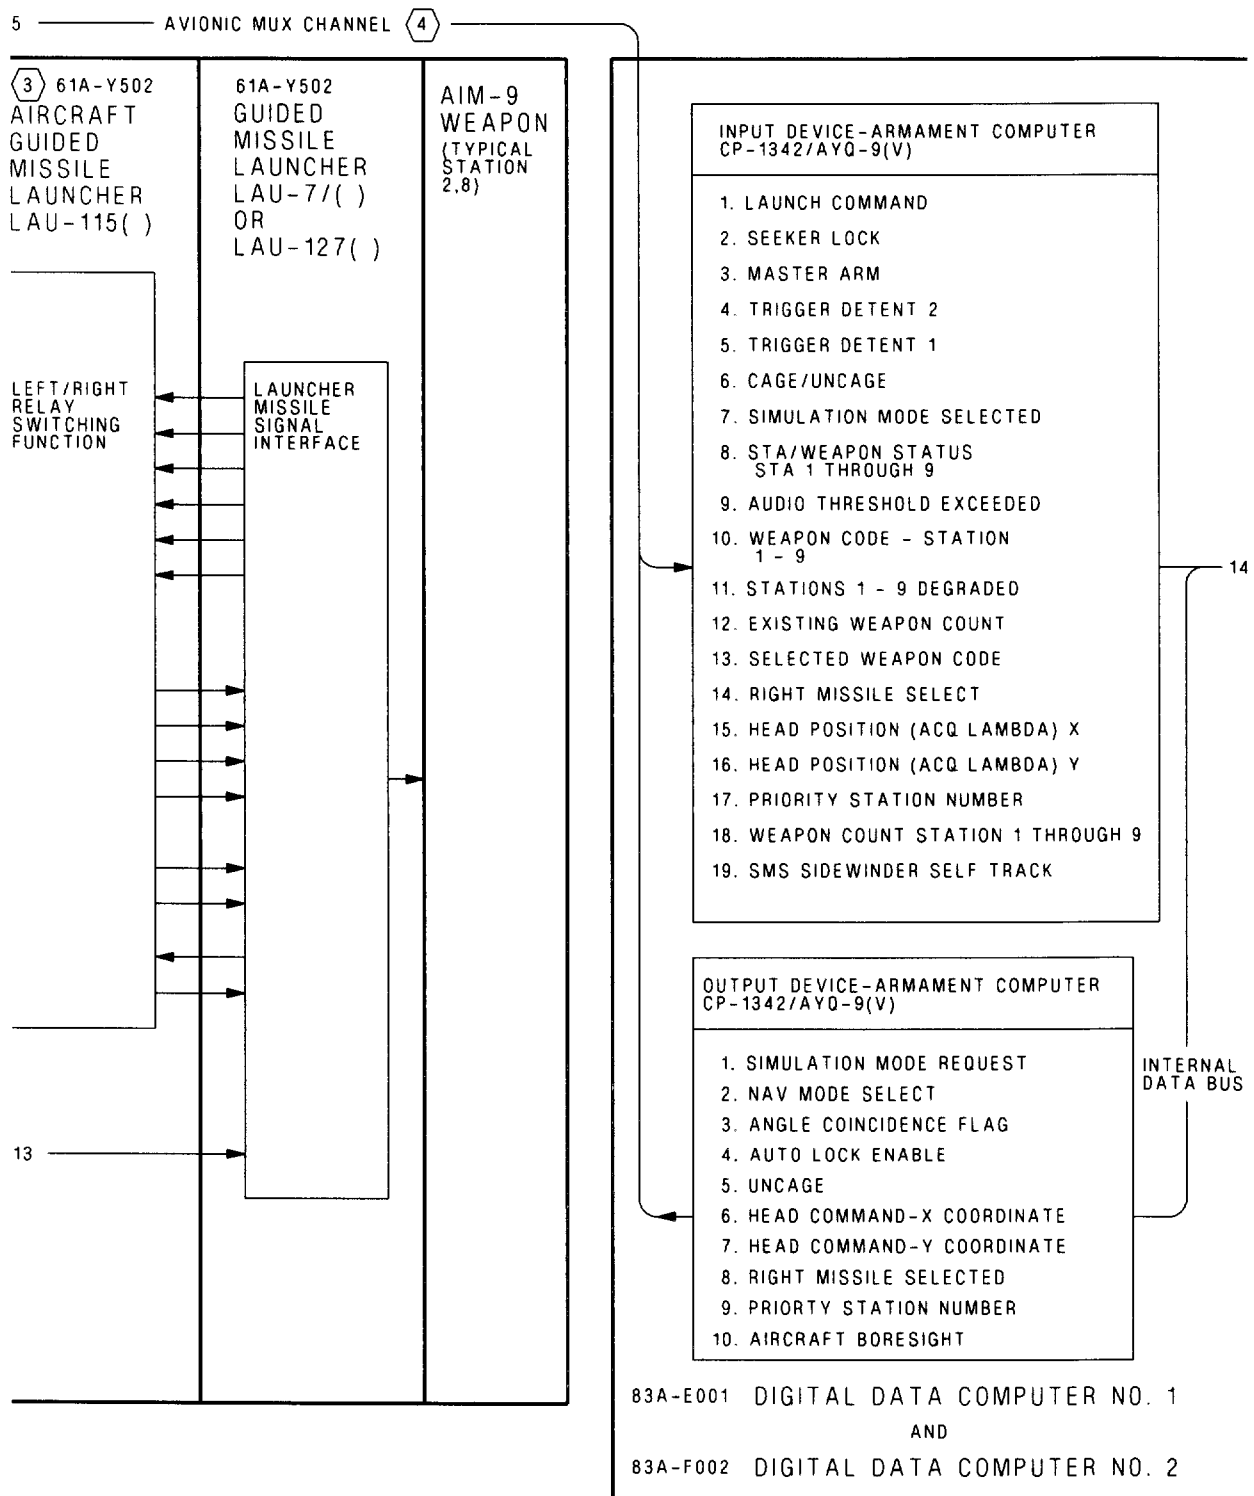 5 AVIONIC MUX CHANNEL 4
3 61A-Y502
AIRCRAFT
GUIDED
MISSILE
LAUNCHER
LAU-115( )
61A-Y502
GUIDED
MISSILE
LAUNCHER
LAU-7/( )
OR
LAU-127( )
AIM-9
WEAPON
(TYPICAL
STATION
2,8)
LEFT/RIGHT
RELAY
SWITCHING
FUNCTION
LAUNCHER
MISSILE
SIGNAL
INTERFACE
13
INPUT DEVICE-ARMAMENT COMPUTER
CP-1342/AYQ-9(V)
1. LAUNCH COMMAND
2. SEEKER LOCK
3. MASTER ARM
4. TRIGGER DETENT 2
5. TRIGGER DETENT 1
6. CAGE/UNCAGE
7. SIMULATION MODE SELECTED
8. STA/WEAPON STATUS
STA 1 THROUGH 9
9. AUDIO THRESHOLD EXCEEDED
10. WEAPON CODE - STATION
1 - 9
11. STATIONS 1 - 9 DEGRADED
12. EXISTING WEAPON COUNT
13. SELECTED WEAPON CODE
14. RIGHT MISSILE SELECT
15. HEAD POSITION (ACQ LAMBDA) X
16. HEAD POSITION (ACQ LAMBDA) Y
17. PRIORITY STATION NUMBER
18. WEAPON COUNT STATION 1 THROUGH 9
19. SMS SIDEWINDER SELF TRACK
14
OUTPUT DEVICE-ARMAMENT COMPUTER
CP-1342/AYQ-9(V)
1. SIMULATION MODE REQUEST
2. NAV MODE SELECT
3. ANGLE COINCIDENCE FLAG
4. AUTO LOCK ENABLE
5. UNCAGE
6. HEAD COMMAND-X COORDINATE
7. HEAD COMMAND-Y COORDINATE
8. RIGHT MISSILE SELECTED
9. PRIORTY STATION NUMBER
10. AIRCRAFT BORESIGHT
INTERNAL
DATA BUS
83A-E001 DIGITAL DATA COMPUTER NO. 1
AND
83A-F002 DIGITAL DATA COMPUTER NO. 2